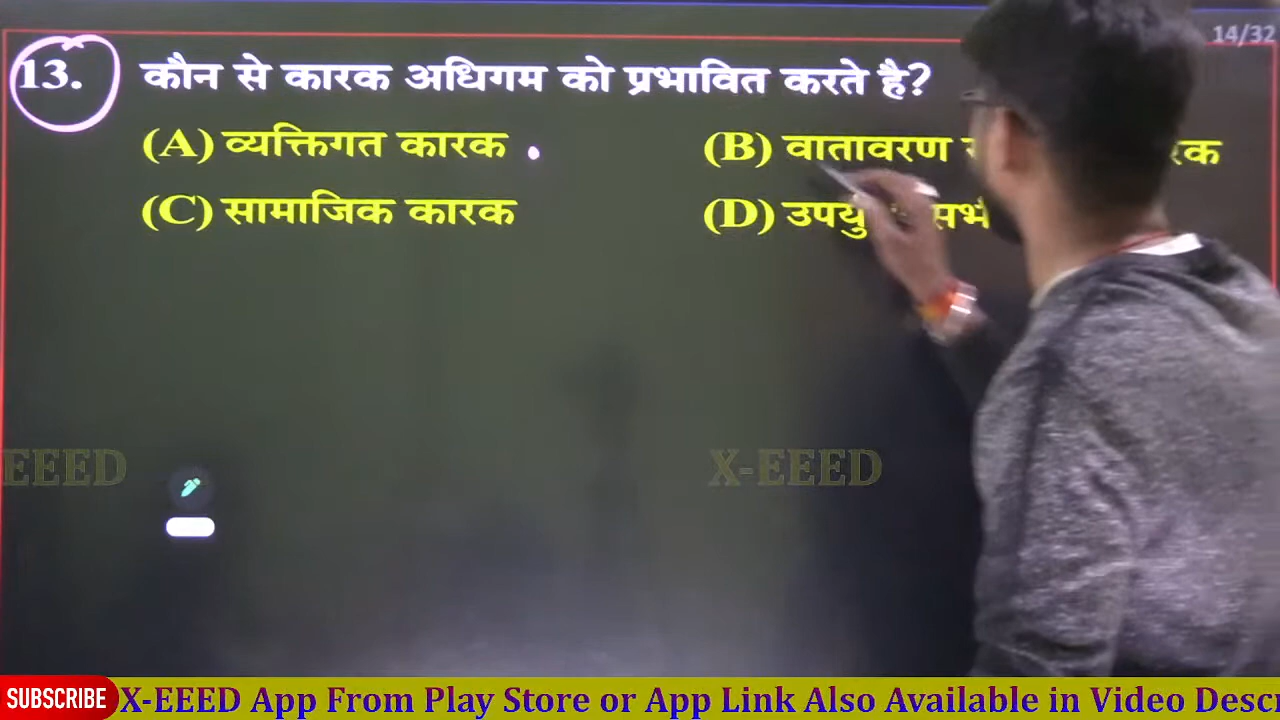 14/32
13. कौन से कारक अधिगम को प्रभावित करते है?
(A) व्यक्तिगत कारक (B) वातावरण
(C) सामाजिक कारक (D)
EEED X-EEED
SUBSCRIBE X-EEED App From Play Store or App Link Also Available in Video